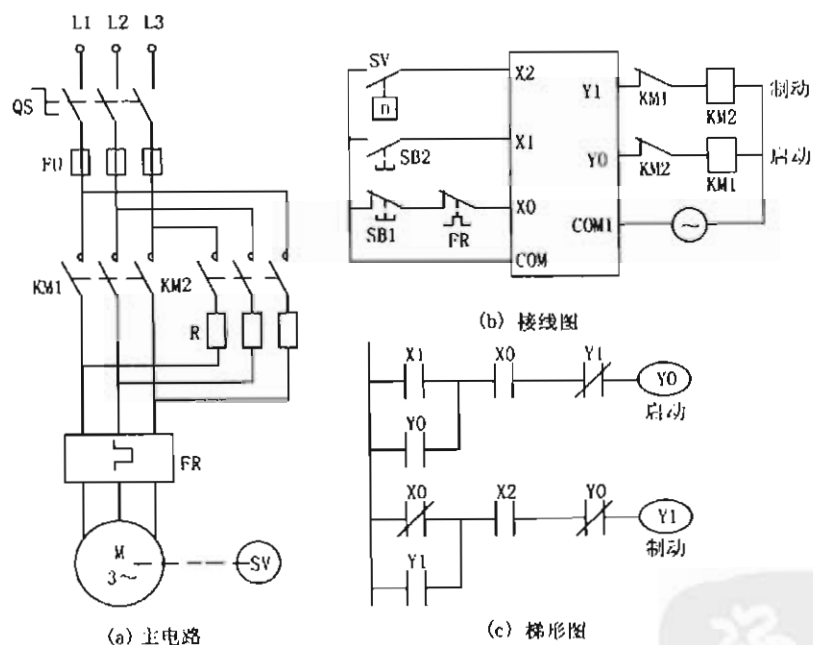 L1 L2 L3
QS
FU
KM1
KM2
R
FR
M
3~
SV
(a) 主电路
SV
n
X2
SB2
X1
SB1
FR
X0
COM
Y1
KM1
KM2
制动
Y0
KM2
KM1
启动
COM1
~
(b) 接线图
X1 X0 Y1
Y0
启动
Y0
X0 X2 Y0
Y1
制动
Y1
(c) 梯形图